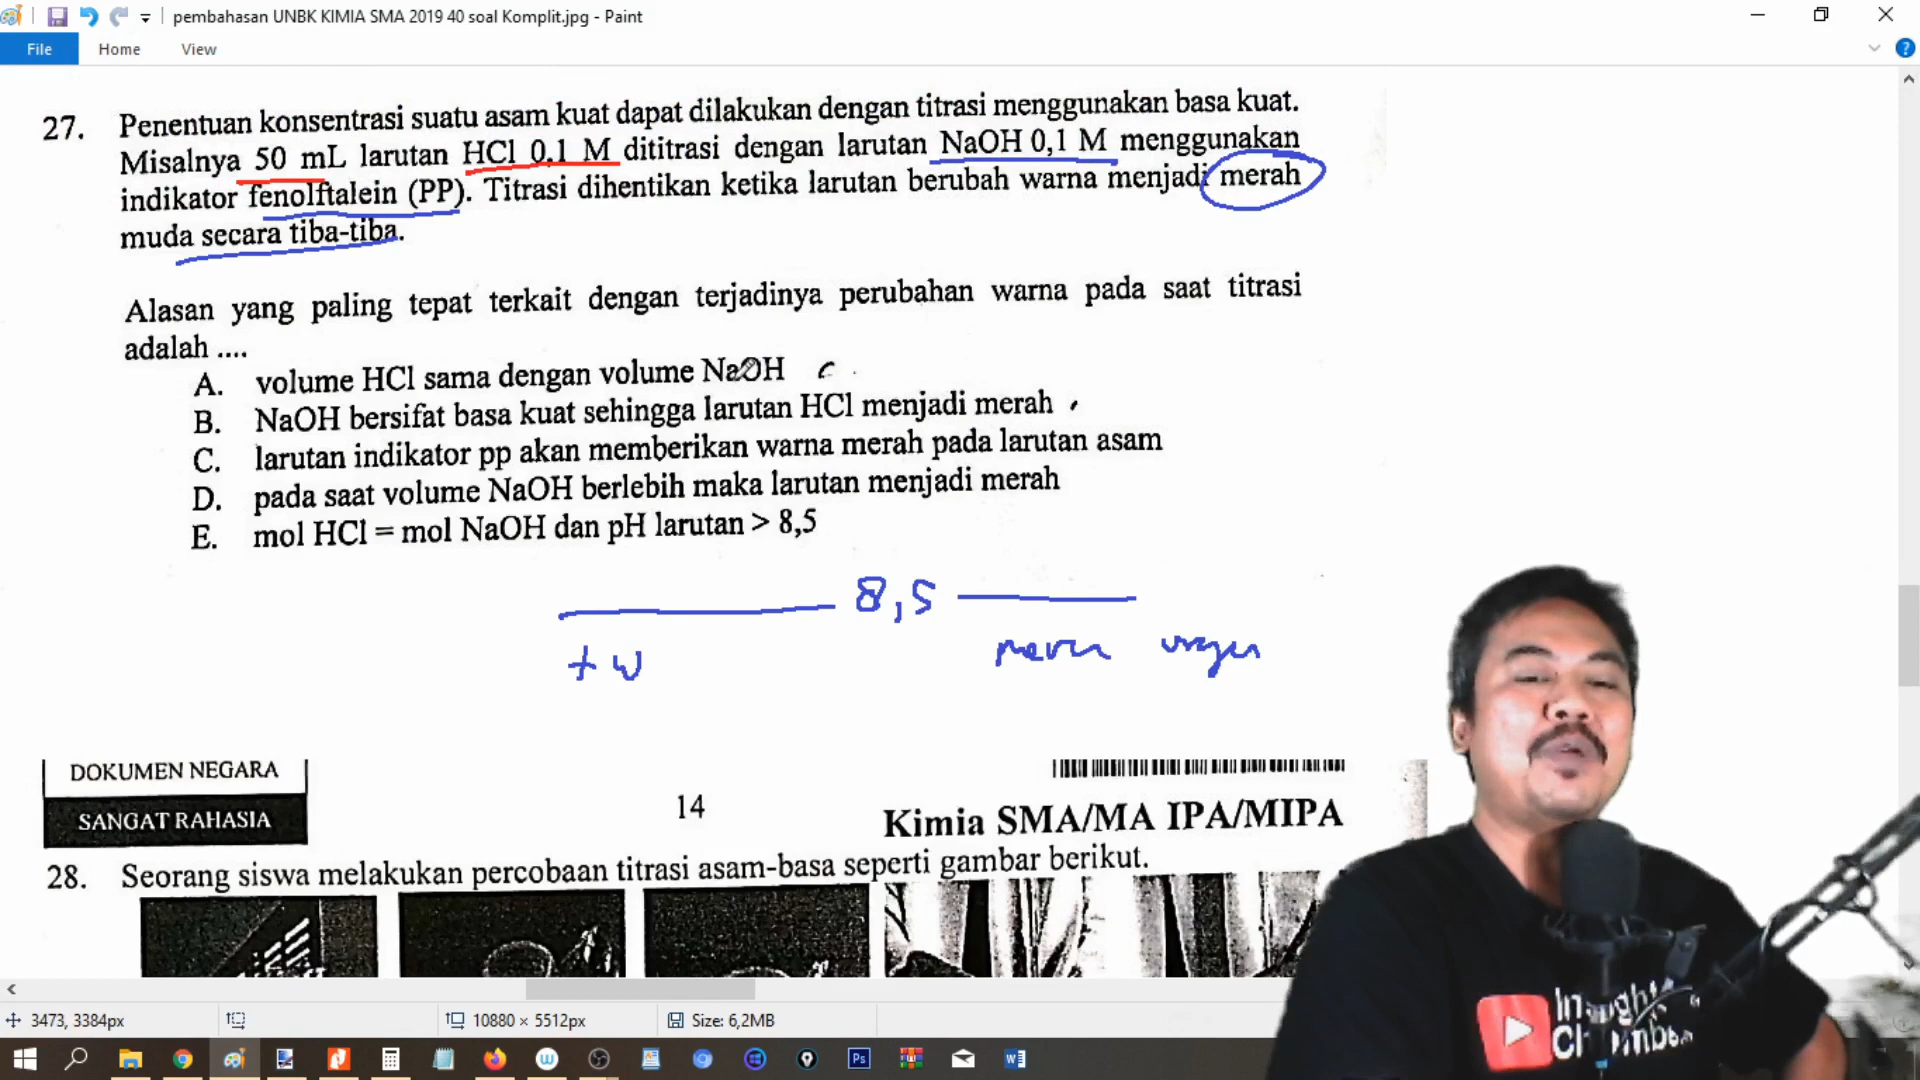 pembahasan UNBK KIMIA SMA 2019 40 soal Komplit.jpg - Paint
File Home View
27. Penentuan konsentrasi suatu asam kuat dapat dilakukan dengan titrasi menggunakan basa kuat.
Misalnya 50 mL larutan HCl 0,1 M dititrasi dengan larutan NaOH 0,1 M menggunakan
indikator fenolftalein (PP). Titrasi dihentikan ketika larutan berubah warna menjadi merah
muda secara tiba-tiba.
Alasan yang paling tepat terkait dengan terjadinya perubahan warna pada saat titrasi
adalah ....
A. volume HCl sama dengan volume NaOH
B. NaOH bersifat basa kuat sehingga larutan HCl menjadi merah
C. larutan indikator pp akan memberikan warna merah pada larutan asam
D. pada saat volume NaOH berlebih maka larutan menjadi merah
E. mol HCl = mol NaOH dan pH larutan > 8,5
8,5
DOKUMEN NEGARA
SANGAT RAHASIA
14
Kimia SMA/MA IPA/MIPA
28. Seorang siswa melakukan percobaan titrasi asam-basa seperti gambar berikut.
3473, 3384px
10880 × 5512px
Size: 6,2MB
Ps